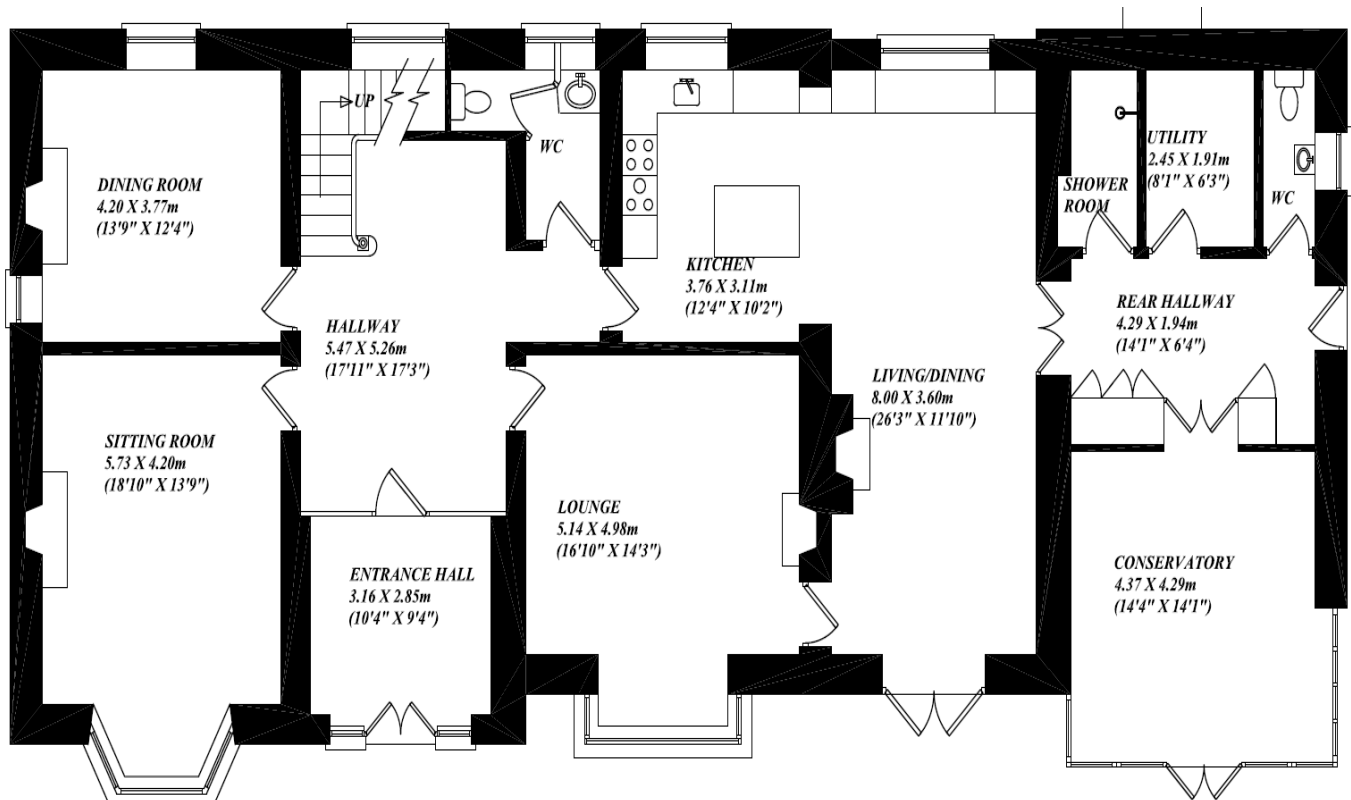 UP
WC
DINING ROOM
4.20 X 3.77m
(13'9" X 12'4")
UTILITY
2.45 X 1.91m
(8'1" X 6'3")
SHOWER
ROOM
WC
KITCHEN
3.76 X 3.11m
(12'4" X 10'2")
HALLWAY
5.47 X 5.26m
(17'11" X 17'3")
REAR HALLWAY
4.29 X 1.94m
(14'1" X 6'4")
LIVING/DINING
8.00 X 3.60m
(26'3" X 11'10")
SITTING ROOM
5.73 X 4.20m
(18'10" X 13'9")
LOUNGE
5.14 X 4.98m
(16'10" X 14'3")
ENTRANCE HALL
3.16 X 2.85m
(10'4" X 9'4")
CONSERVATORY
4.37 X 4.29m
(14'4" X 14'1")